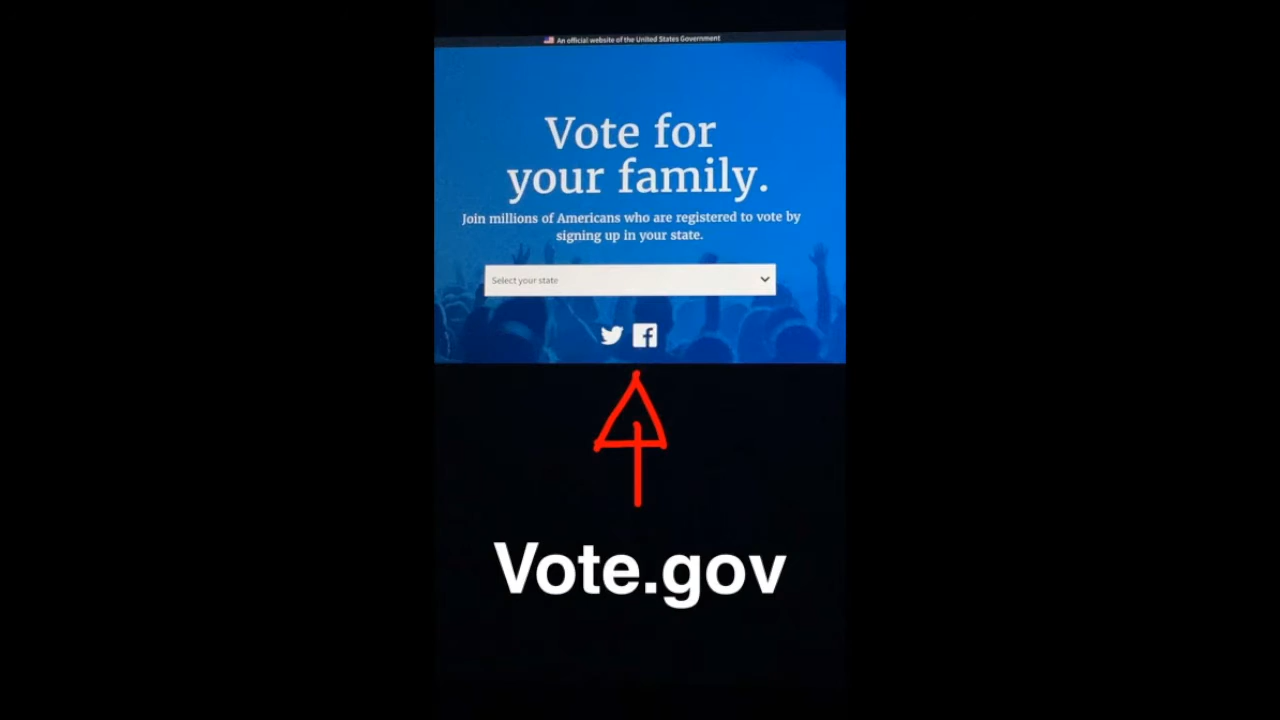 An official website of the United States Government
Vote for
your family.
Join millions of Americans who are registered to vote by
signing up in your state.
Select your state
Vote.gov